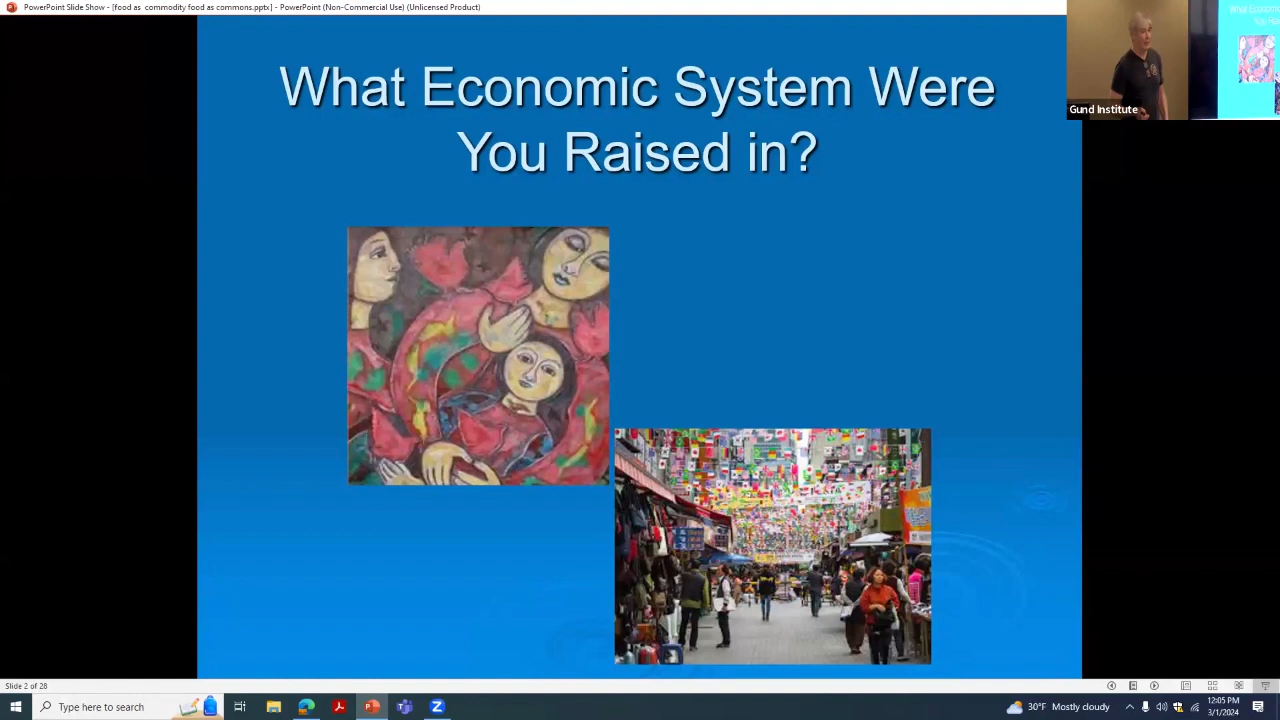 PowerPoint Slide Show - [food as  commodity food as commons.pptx] - PowerPoint (Non-Commercial Use) (Unlicensed Product)
What Economic System Were
You Raised in?
Gund Institute
What Economic
Slide 2 of 28
Type here to search
30°F Mostly cloudy
12:05 PM
3/1/2024